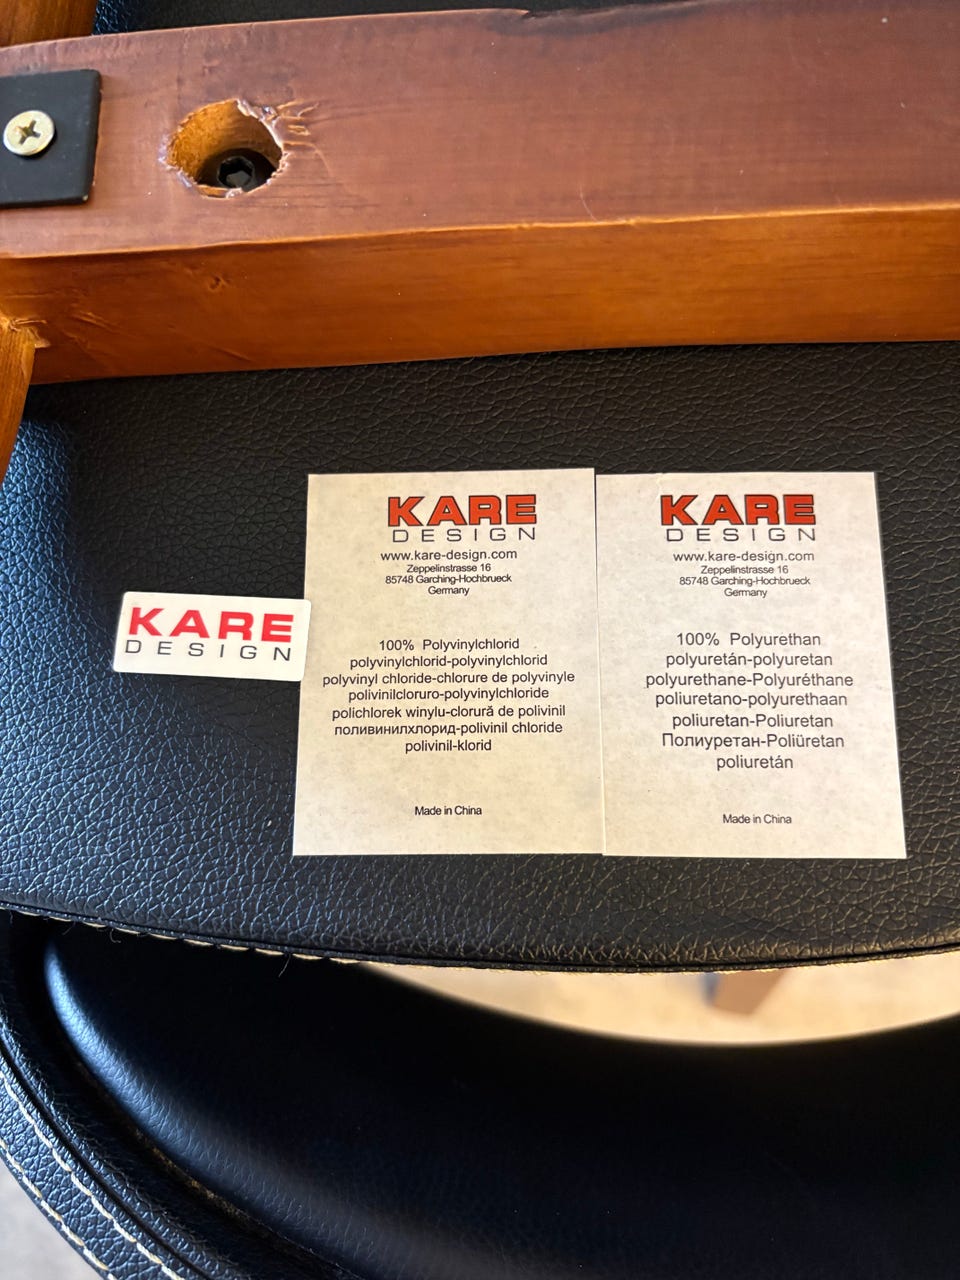 KARE
DESIGN
KARE
DESIGN
www.kare-design.com
Zeppelinstrasse 16
85748 Garching-Hochbrueck
Germany
100% Polyvinylchlorid
polyvinylchlorid-polyvinylchlorid
polyvinyl chloride-chlorure de polyvinyle
polivinilcloruro-polyvinylchloride
polichlorek winylu-clorură de polivinil
поливинилхлорид-polivinil chloride
polivinil-klorid
Made in China
KARE
DESIGN
www.kare-design.com
Zeppelinstrasse 16
85748 Garching-Hochbrueck
Germany
100% Polyurethan
polyuretán-polyuretan
polyurethane-Polyuréthane
poliuretano-polyurethaan
poliuretan-Poliuretan
Полиуретан-Poliüretan
poliuretán
Made in China